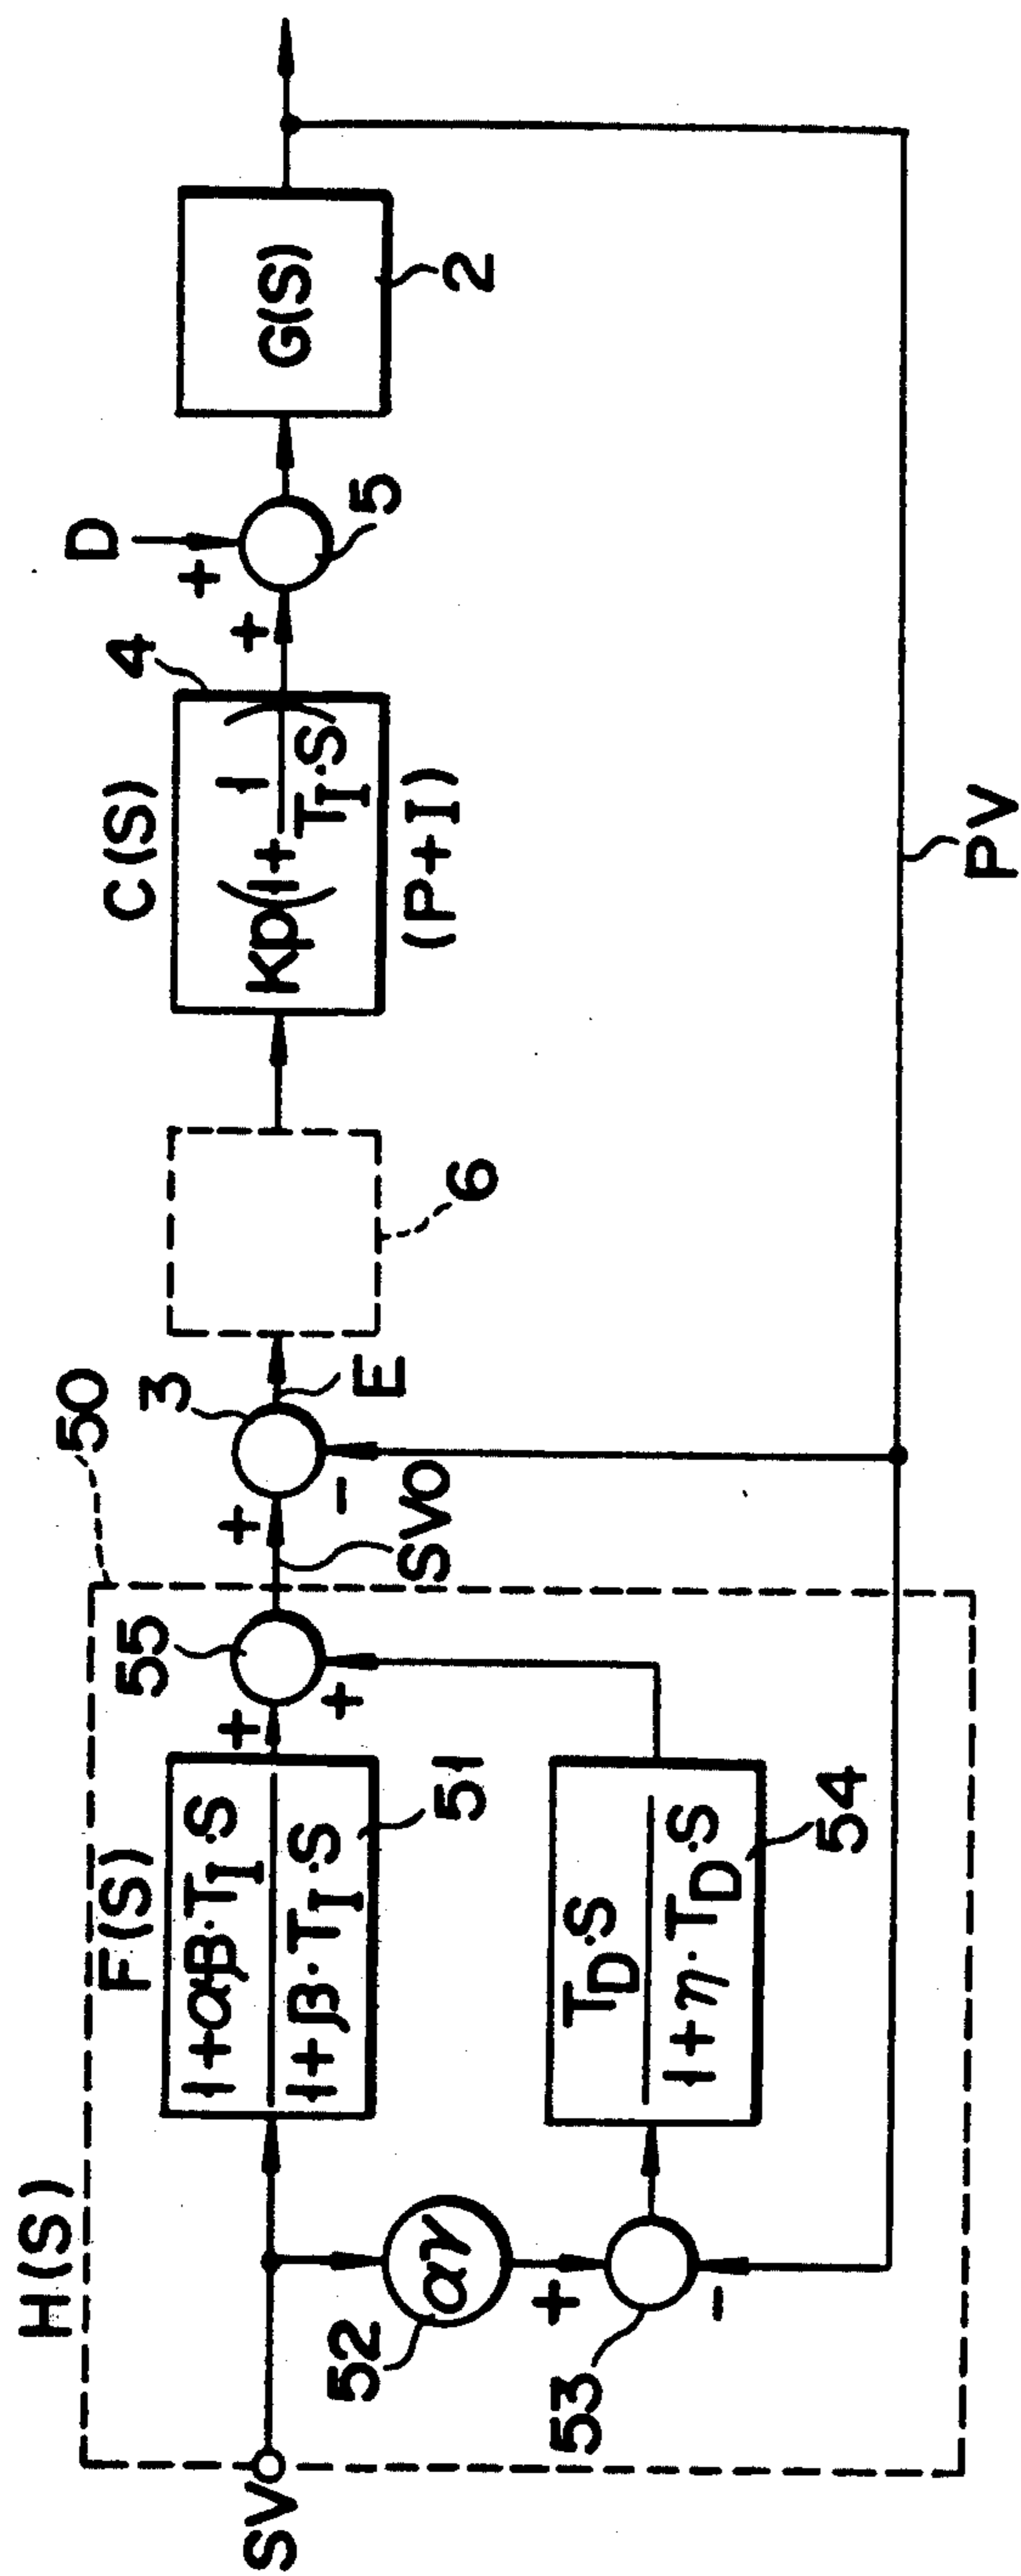 H(S)
50
F(S)
C(S)
4
D
SV
1+αβ·T_I·S
1+β·T_I·S
51
55
SVO
3
E
6
Kp(1+ 1
T_I·S )
(P+I)
5
G(S)
2
52
αγ
53
T_D·S
1+η·T_D·S
54
PV
+
+
+
-
+
-
+
+